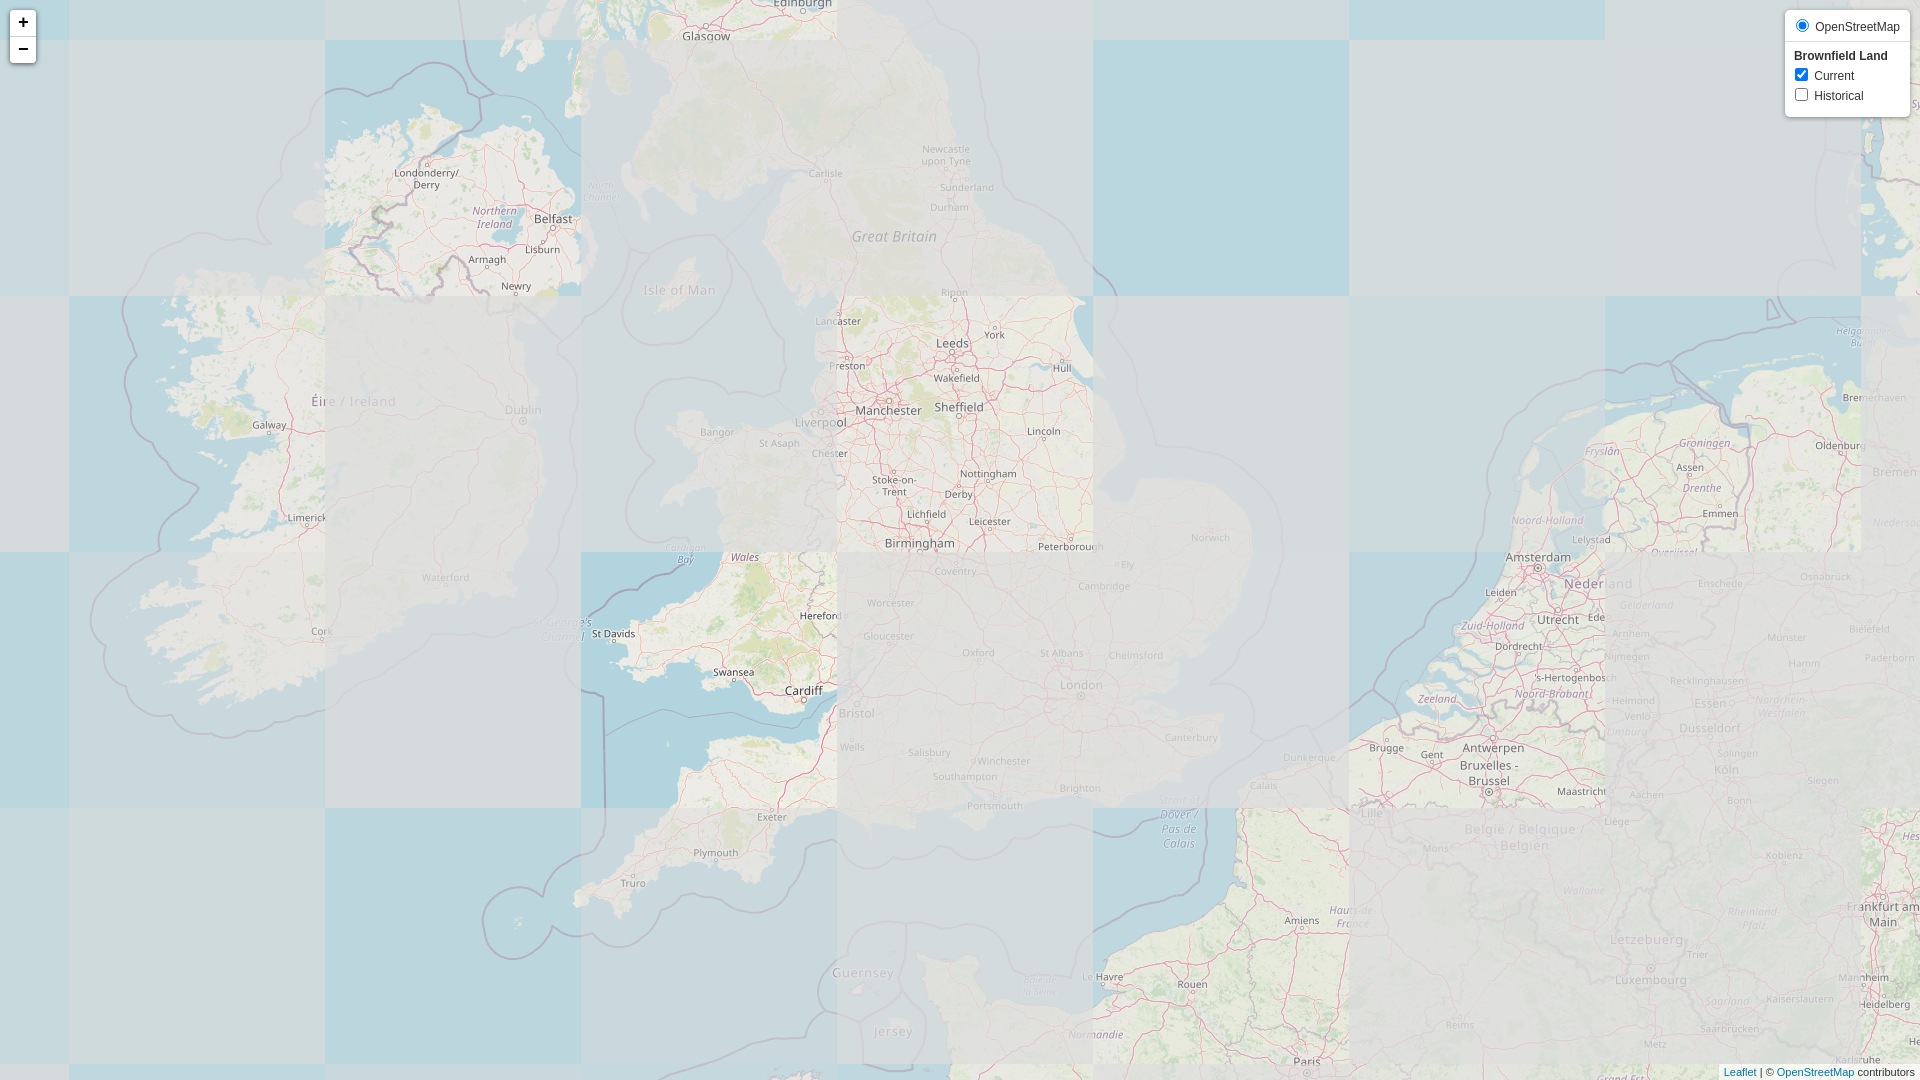 +
−
OpenStreetMap
Brownfield Land
Current
Historical
Edinburgh
Glasgow
Londonderry/
Derry
Northern
Ireland
Belfast
Lisburn
Armagh
Newry
North
Channel
Carlisle
Newcastle
upon Tyne
Sunderland
Durham
Great Britain
Isle of Man
Ripon
Lancaster
York
Leeds
Preston
Wakefield
Hull
Manchester
Sheffield
Liverpool
Lincoln
Bangor
St Asaph
Chester
Nottingham
Stoke-on-
Trent
Derby
Lichfield
Leicester
Birmingham
Peterborough
Norwich
Éire / Ireland
Dublin
Galway
Limerick
Waterford
Cork
Cardigan
Bay
Wales
Coventry
Ely
Cambridge
Worcester
Hereford
St Davids
Gloucester
Oxford
St Albans
Chelmsford
Swansea
Cardiff
London
Bristol
Wells
Salisbury
Winchester
Canterbury
Southampton
Portsmouth
Brighton
Exeter
Plymouth
Truro
Dover /
Pas de
Calais
Calais
Dunkerque
Guernsey
Jersey
Le Havre
Rouen
Amiens
Hauts-de-
France
Normandie
Paris
Groningen
Fryslân
Assen
Drenthe
Emmen
Oldenburg
Bremerhaven
Bremen
Noord-Holland
Lelystad
Overijssel
Amsterdam
Nederland
Leiden
Utrecht
Ede
Zuid-Holland
Dordrecht
's-Hertogenbosch
Zeeland
Noord-Brabant
Enschede
Osnabrück
Gelderland
Arnhem
Nijmegen
Münster
Bielefeld
Hamm
Paderborn
Recklinghausen
Heimond
Essen
Nordrhein-
Westfalen
Venlo
Düsseldorf
Limburg
Solingen
Köln
Siegen
Aachen
Bonn
Brugge
Gent
Antwerpen
Bruxelles -
Brussel
Maastricht
Lille
Liège
België / Belgique /
Belgien
Mons
Koblenz
Wallonie
Rheinland-
Pfalz
Frankfurt am
Main
Lëtzebuerg
Trier
Luxembourg
Mannheim
Kaiserslautern
Heidelberg
Saarland
Saarbrücken
Reims
Metz
Karlsruhe
Leaflet | © OpenStreetMap contributors